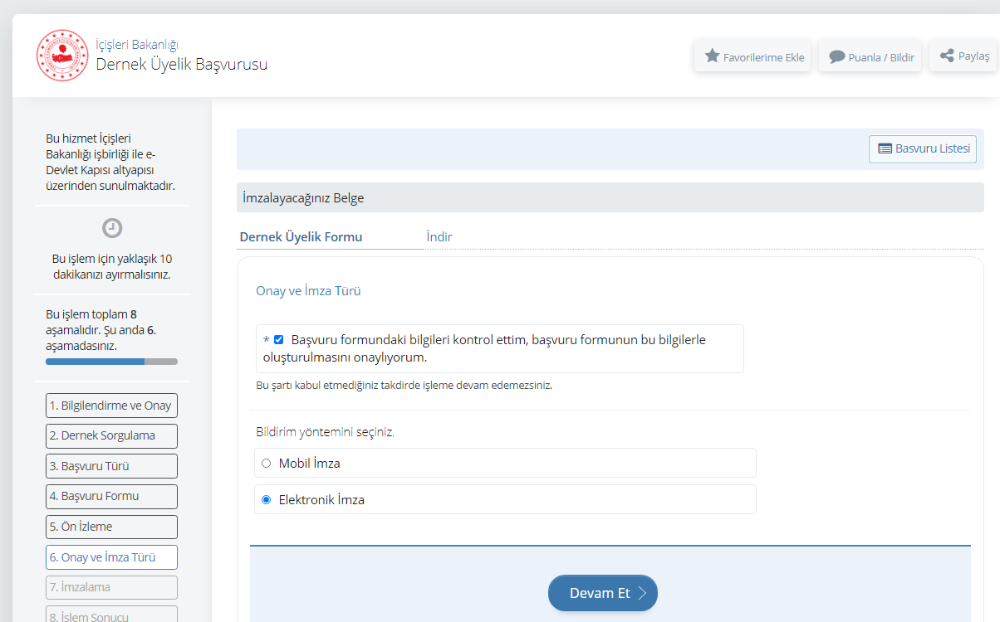 İçişleri Bakanlığı
Dernek Üyelik Başvurusu
Favorilerime Ekle
Puanla / Bildir
Paylaş
Bu hizmet İçişleri
Bakanlığı işbirliği ile e-
Devlet Kapısı altyapısı
üzerinden sunulmaktadır.
Bu işlem için yaklaşık 10
dakikanızı ayırmalısınız.
Bu işlem toplam 8
aşamalıdır. Şu anda 6.
aşamadasınız.
1. Bilgilendirme ve Onay
2. Dernek Sorgulama
3. Başvuru Türü
4. Başvuru Formu
5. Ön İzleme
6. Onay ve İmza Türü
7. İmzalama
8. İşlem Sonucu
Basvuru Listesi
İmzalayacağınız Belge
Dernek Üyelik Formu
İndir
Onay ve İmza Türü
* Başvuru formundaki bilgileri kontrol ettim, başvuru formunun bu bilgilerle
oluşturulmasını onaylıyorum.
Bu şartı kabul etmediğiniz takdirde işleme devam edemezsiniz.
Bildirim yöntemini seçiniz.
Mobil İmza
Elektronik İmza
Devam Et